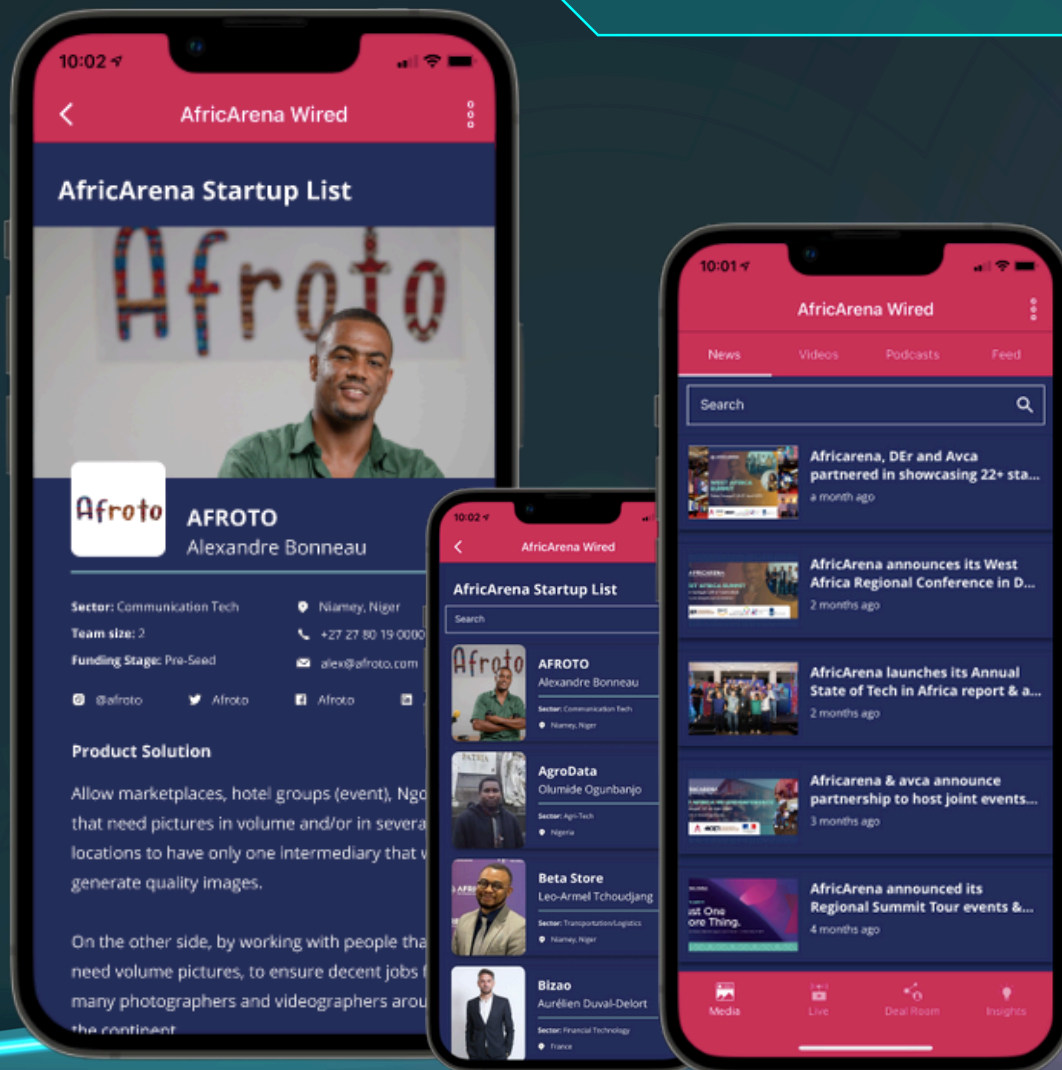 10:02
AfricArena Wired
AfricArena Startup List
Afroto
Afroto
AFROTO
Alexandre Bonneau
Sector: Communication Tech
Team size: 2
Funding Stage: Pre-Seed
Niamey, Niger
+27 27 80 19 0000
alex@afroto.com
@afroto
Afroto
Afroto
Product Solution
Allow marketplaces, hotel groups (event), Ngo
that need pictures in volume and/or in severa
locations to have only one intermediary that w
generate quality images.
On the other side, by working with people tha
need volume pictures, to ensure decent jobs f
many photographers and videographers arou
the continent
10:02
AfricArena Wired
AfricArena Startup List
Search
Afroto
AFROTO
Alexandre Bonneau
Sector: Communication Tech
Niamey, Niger
AgroData
Olumide Ogunbanjo
Sector: Agri-Tech
Nigeria
Beta Store
Leo-Armel Tchoudjang
Sector: Transportation/Logistics
Niamey, Niger
Bizao
Aurélien Duval-Delort
Sector: Financial Technology
France
10:01
AfricArena Wired
News
Videos
Podcasts
Feed
Search
WEST AFRICA
SUMMIT
Africarena, DEr and Avca
partnered in showcasing 22+ sta...
a month ago
AfricArena announces its West
Africa Regional Conference in D...
2 months ago
AfricArena launches its Annual
State of Tech in Africa report & a...
2 months ago
Africarena & avca announce
partnership to host joint events...
3 months ago
ust One
ore Thing.
AfricArena announced its
Regional Summit Tour events &...
4 months ago
Media
Live
Deal Room
Insights